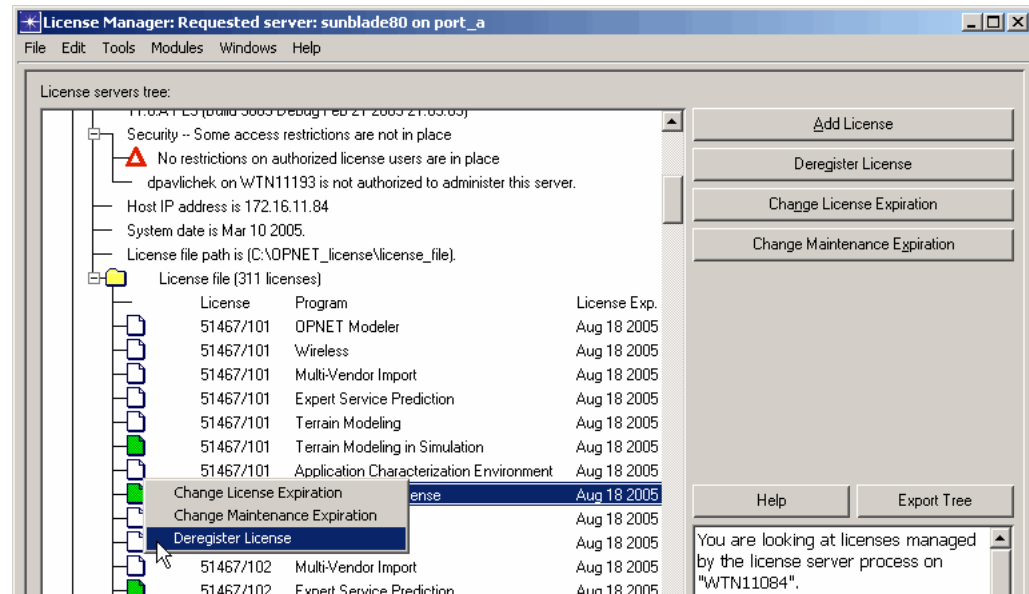 License Manager: Requested server: sunblade80 on port_a
File Edit Tools Modules Windows Help
License servers tree:
Security -- Some access restrictions are not in place
No restrictions on authorized license users are in place
dpavlichek on WTN11193 is not authorized to administer this server.
Host IP address is 172.16.11.84
System date is Mar 10 2005.
License file path is (C:\OPNET_license\license_file).
License file (311 licenses)
License Program License Exp.
51467/101 OPNET Modeler Aug 18 2005
51467/101 Wireless Aug 18 2005
51467/101 Multi-Vendor Import Aug 18 2005
51467/101 Expert Service Prediction Aug 18 2005
51467/101 Terrain Modeling Aug 18 2005
51467/101 Terrain Modeling in Simulation Aug 18 2005
51467/101 Application Characterization Environment Aug 18 2005
ense Aug 18 2005
Aug 18 2005
Aug 18 2005
51467/102 Multi-Vendor Import Aug 18 2005
51467/102 Expert Service Prediction Aug 18 2005
Change License Expiration
Change Maintenance Expiration
Deregister License
Add License
Deregister License
Change License Expiration
Change Maintenance Expiration
Help Export Tree
You are looking at licenses managed
by the license server process on
"WTN11084".